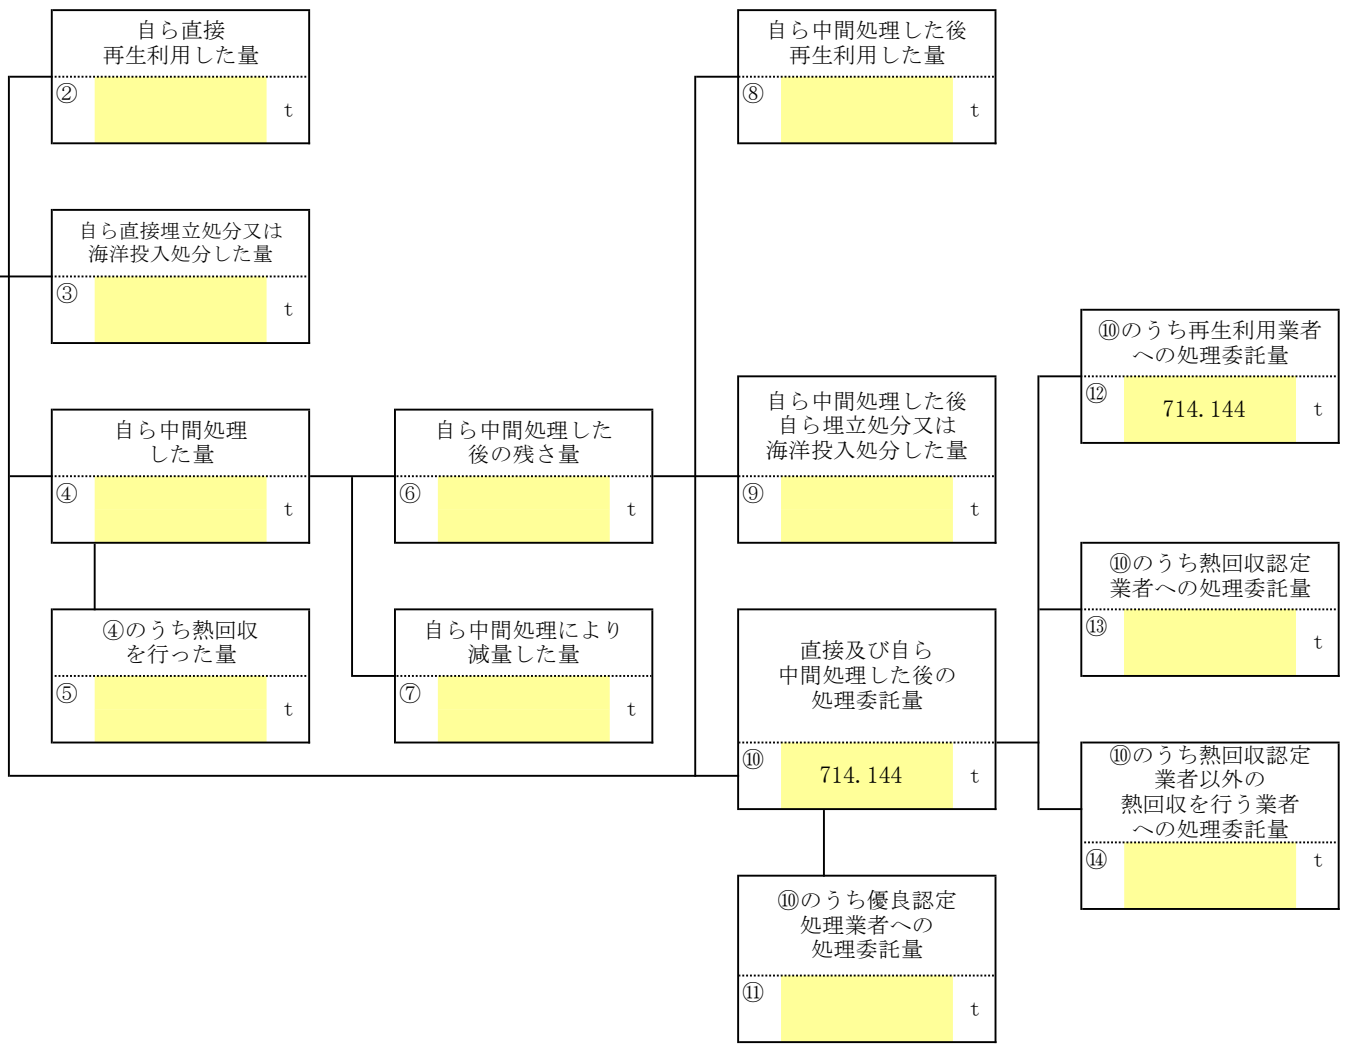 自ら直接
再生利用した量
②
t
自ら中間処理した後
再生利用した量
⑧
t
自ら直接埋立処分又は
海洋投入処分した量
③
t
⑩のうち再生利用業者
への処理委託量
⑫
714.144
t
自ら中間処理
した量
④
t
自ら中間処理した
後の残さ量
⑥
t
自ら中間処理した後
自ら埋立処分又は
海洋投入処分した量
⑨
t
⑩のうち熱回収認定
業者への処理委託量
⑬
t
④のうち熱回収
を行った量
⑤
t
自ら中間処理により
減量した量
⑦
t
直接及び自ら
中間処理した後の
処理委託量
⑩
714.144
t
⑩のうち熱回収認定
業者以外の
熱回収を行う業者
への処理委託量
⑭
t
⑩のうち優良認定
処理業者への
処理委託量
⑪
t